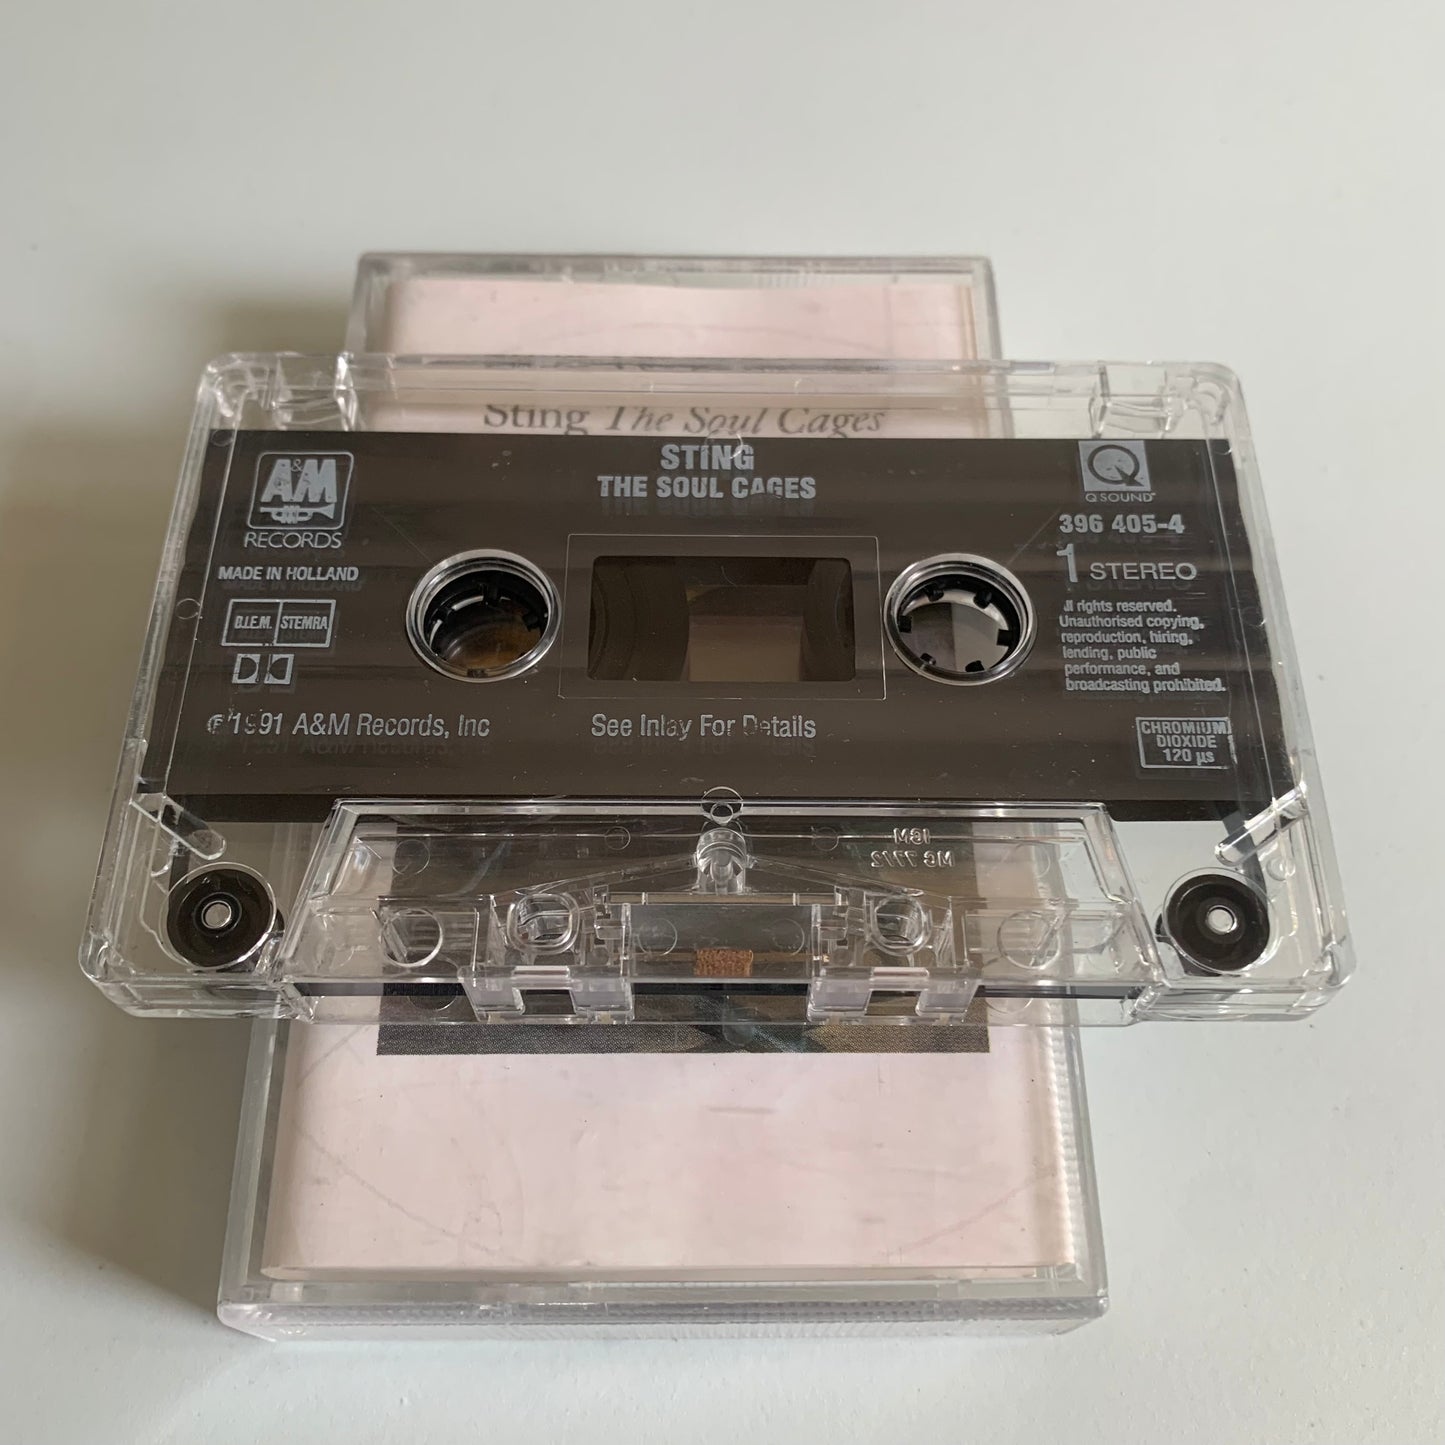 Sting The Soul Cages
STING
THE SOUL CAGES
A&M
RECORDS
MADE IN HOLLAND
B.I.E.M. STEMRA
Q SOUND
396 405-4
1 STEREO
All rights reserved.
Unauthorised copying,
reproduction, hiring,
lending, public
performance, and
broadcasting prohibited.
℗ 1991 A&M Records, Inc
See Inlay For Details
CHROMIUM
DIOXIDE
120 µs